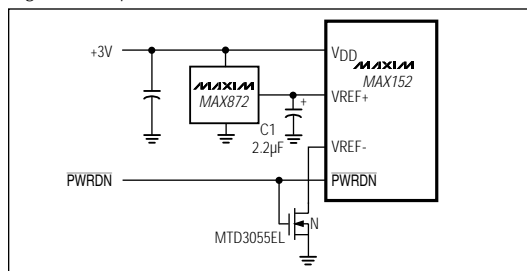 +3V
VDD
MAXIM
MAX152
MAXIM
MAX872
VREF+
+
C1
2.2µF
VREF-
PWRDN
PWRDN
N
MTD3055EL